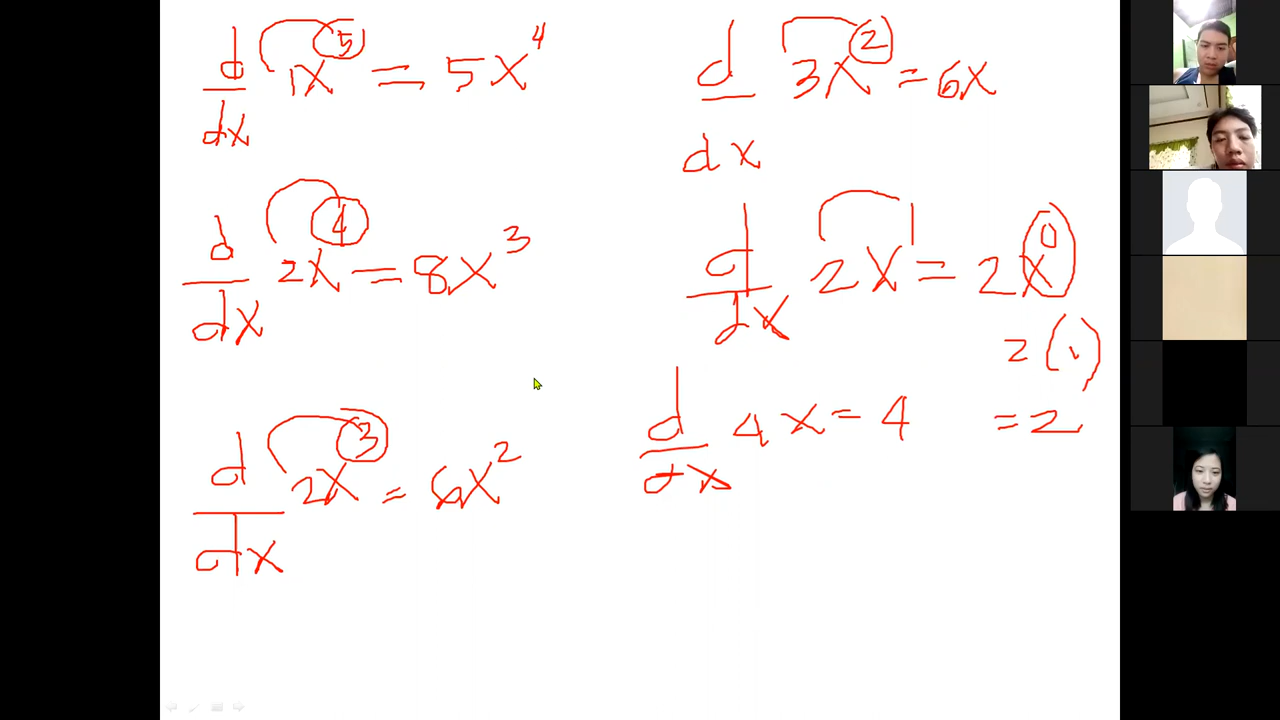 d/dx 1x^5 = 5x^4
d/dx 2x^4 = 8x^3
d/dx 2x^3 = 6x^2
d/dx 3x^2 = 6x
d/dx 2x^1 = 2x^0
2(1)
= 2
d/dx 4x = 4